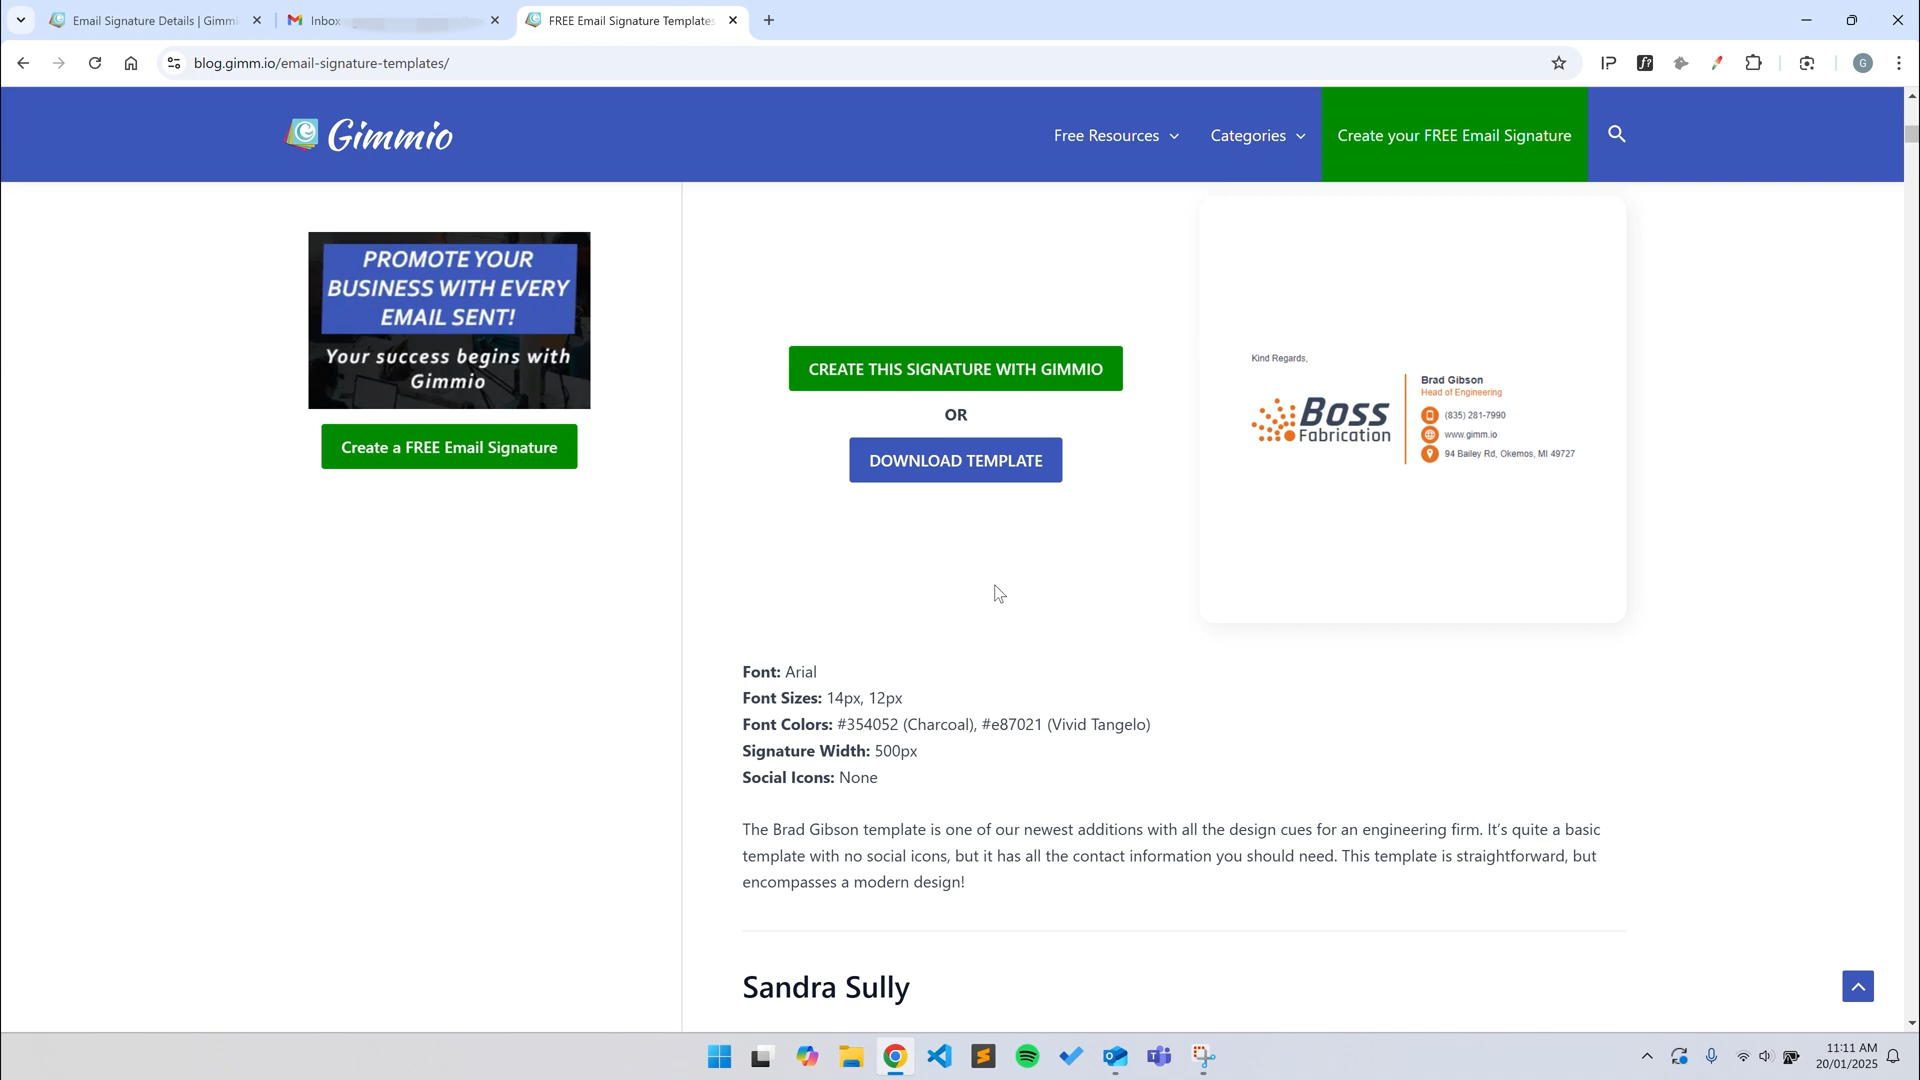 Email Signature Details | Gimmi
Inbox
FREE Email Signature Templates
blog.gimm.io/email-signature-templates/
G
Gimmio
Free Resources
Categories
Create your FREE Email Signature
PROMOTE YOUR
BUSINESS WITH EVERY
EMAIL SENT!
Your success begins with
Gimmio
Create a FREE Email Signature
CREATE THIS SIGNATURE WITH GIMMIO
OR
DOWNLOAD TEMPLATE
Kind Regards,
Boss
Fabrication
Brad Gibson
Head of Engineering
(835) 281-7990
www.gimm.io
94 Bailey Rd, Okemos, MI 49727
Font: Arial
Font Sizes: 14px, 12px
Font Colors: #354052 (Charcoal), #e87021 (Vivid Tangelo)
Signature Width: 500px
Social Icons: None
The Brad Gibson template is one of our newest additions with all the design cues for an engineering firm. It's quite a basic
template with no social icons, but it has all the contact information you should need. This template is straightforward, but
encompasses a modern design!
Sandra Sully
11:11 AM
20/01/2025